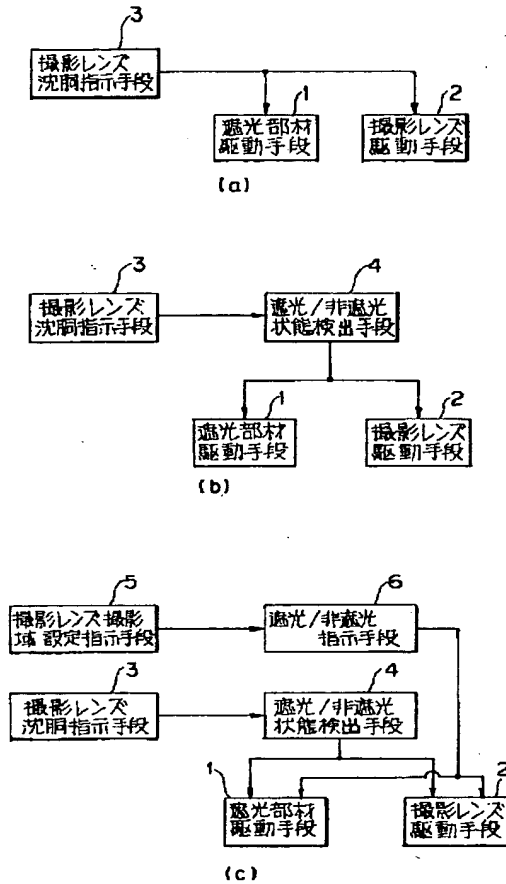 3
撮影レンズ
沈胴指示手段
1
遮光部材
駆動手段
2
撮影レンズ
駆動手段
(a)
3
撮影レンズ
沈胴指示手段
4
遮光/非遮光
状態検出手段
1
遮光部材
駆動手段
2
撮影レンズ
駆動手段
(b)
5
撮影レンズ撮影
域設定指示手段
6
遮光/非遮光
指示手段
3
撮影レンズ
沈胴指示手段
4
遮光/非遮光
状態検出手段
1
遮光部材
駆動手段
2
撮影レンズ
駆動手段
(c)